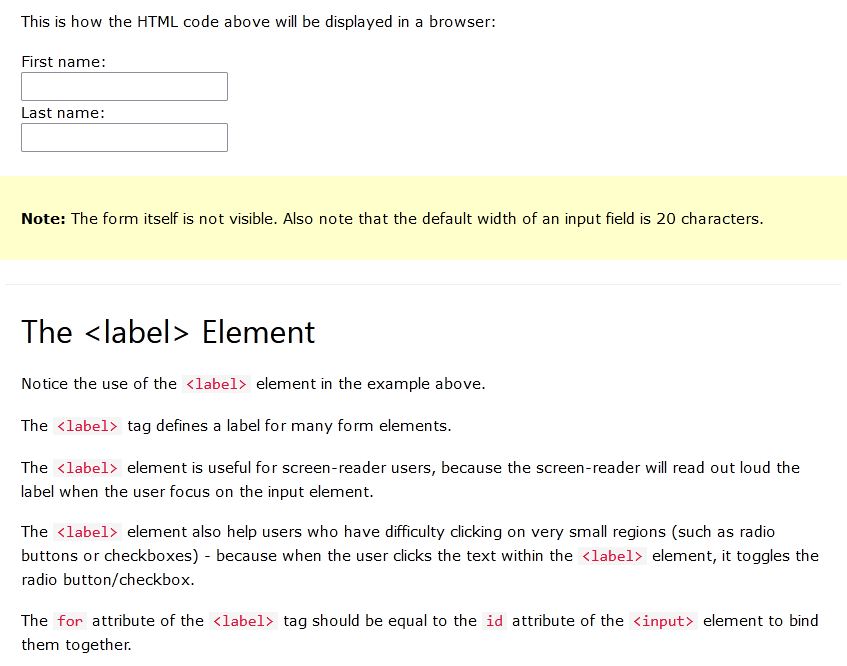 This is how the HTML code above will be displayed in a browser:
First name:
Last name:
Note: The form itself is not visible. Also note that the default width of an input field is 20 characters.
The <label> Element
Notice the use of the <label> element in the example above.
The <label> tag defines a label for many form elements.
The <label> element is useful for screen-reader users, because the screen-reader will read out loud the
label when the user focus on the input element.
The <label> element also help users who have difficulty clicking on very small regions (such as radio
buttons or checkboxes) - because when the user clicks the text within the <label> element, it toggles the
radio button/checkbox.
The for attribute of the <label> tag should be equal to the id attribute of the <input> element to bind
them together.